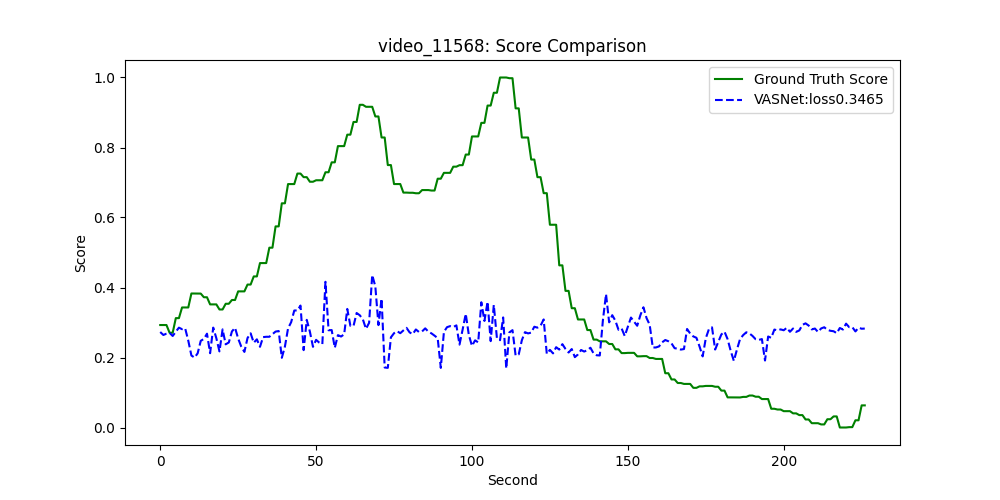 video_11568: Score Comparison
Ground Truth Score
VASNet:loss0.3465
1.0
0.8
0.6
0.4
0.2
0.0
Score
0
50
100
150
200
Second